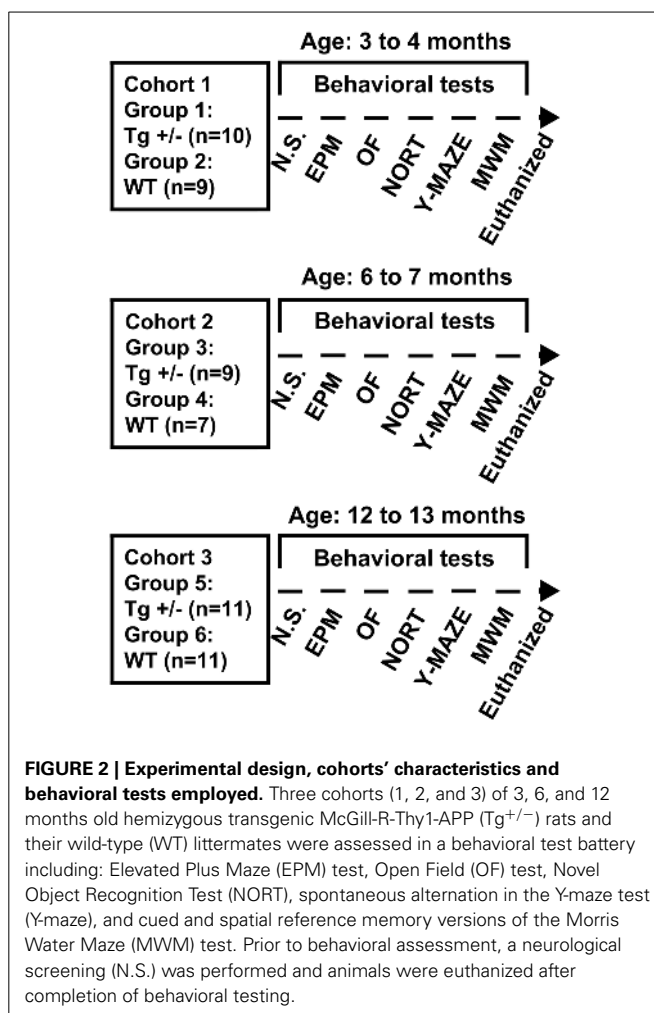 Age: 3 to 4 months
Cohort 1
Group 1:
Tg +/- (n=10)
Group 2:
WT (n=9)
Behavioral tests
N.S.
EPM
OF
NORT
Y-MAZE
MWM
Euthanized
Age: 6 to 7 months
Cohort 2
Group 3:
Tg +/- (n=9)
Group 4:
WT (n=7)
Behavioral tests
N.S.
EPM
OF
NORT
Y-MAZE
MWM
Euthanized
Age: 12 to 13 months
Cohort 3
Group 5:
Tg +/- (n=11)
Group 6:
WT (n=11)
Behavioral tests
N.S.
EPM
OF
NORT
Y-MAZE
MWM
Euthanized
FIGURE 2 | Experimental design, cohorts’ characteristics and
behavioral tests employed. Three cohorts (1, 2, and 3) of 3, 6, and 12
months old hemizygous transgenic McGill-R-Thy1-APP (Tg+/−) rats and
their wild-type (WT) littermates were assessed in a behavioral test battery
including: Elevated Plus Maze (EPM) test, Open Field (OF) test, Novel
Object Recognition Test (NORT), spontaneous alternation in the Y-maze test
(Y-maze), and cued and spatial reference memory versions of the Morris
Water Maze (MWM) test. Prior to behavioral assessment, a neurological
screening (N.S.) was performed and animals were euthanized after
completion of behavioral testing.